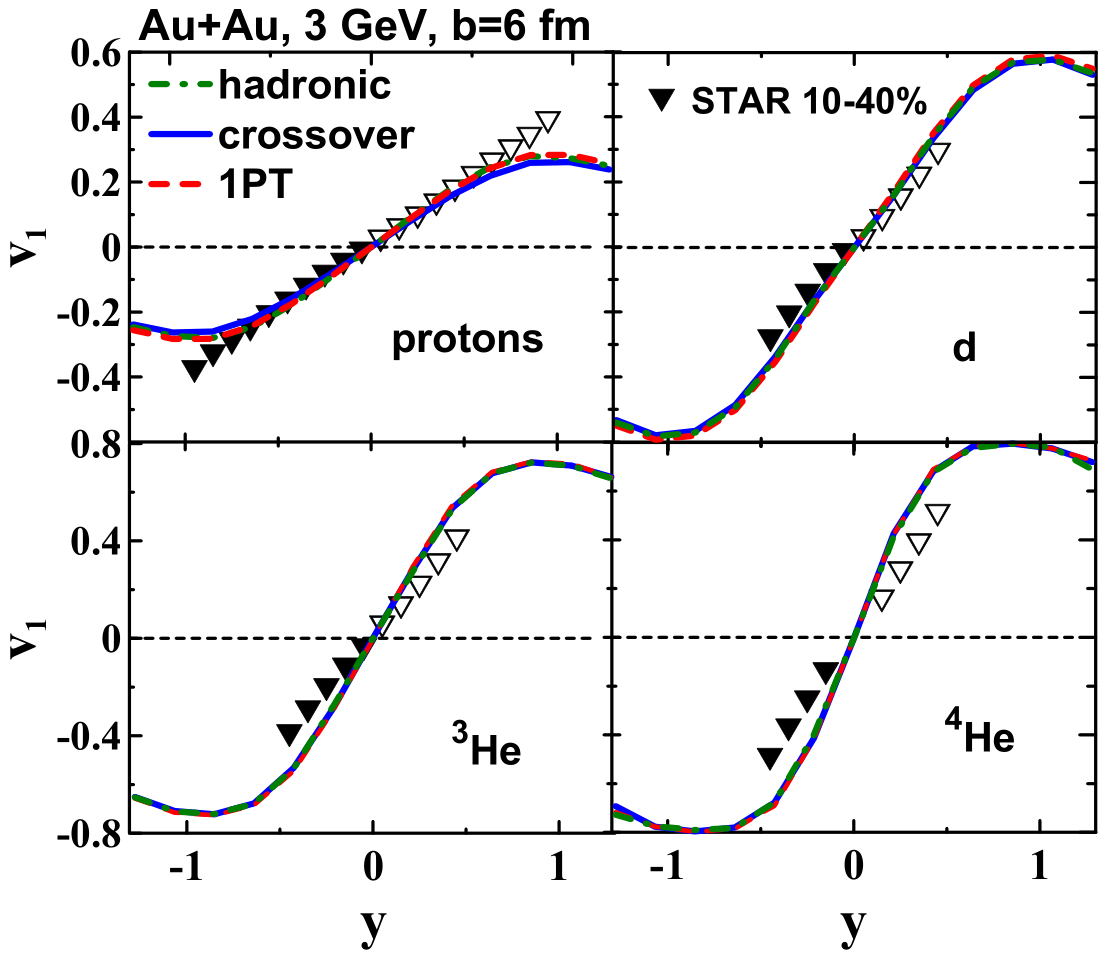 Au+Au, 3 GeV, b=6 fm
hadronic
crossover
1PT
STAR 10-40%
0.6
0.4
0.2
0
-0.2
-0.4
v₁
protons
d
0.8
0.4
0
-0.4
-0.8
v₁
³He
⁴He
-1 0 1
-1 0 1
y
y